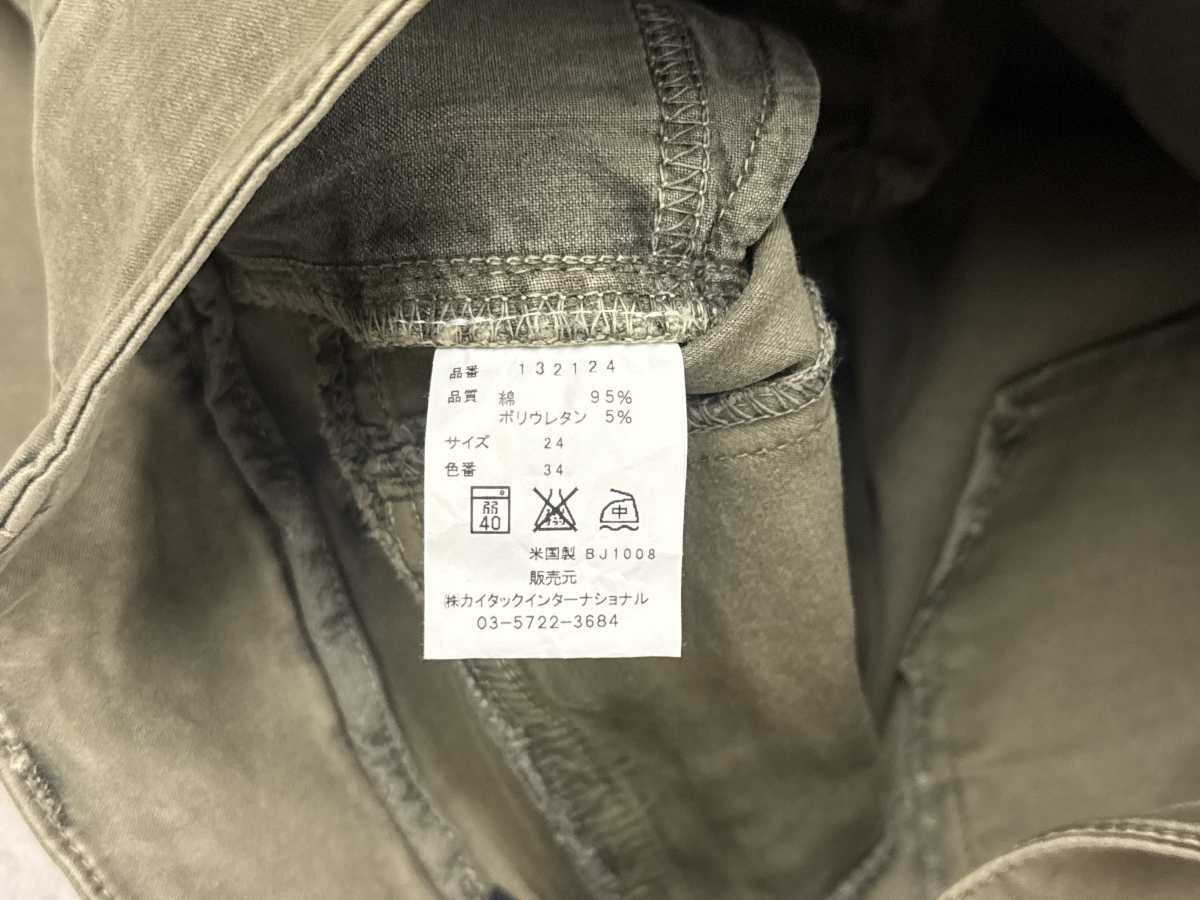 品番 132124
品質 綿 95%
ポリウレタン 5%
サイズ 24
色番 34
弱 40 中
米国製 BJ1008
販売元
㈱カイタックインターナショナル
03-5722-3684